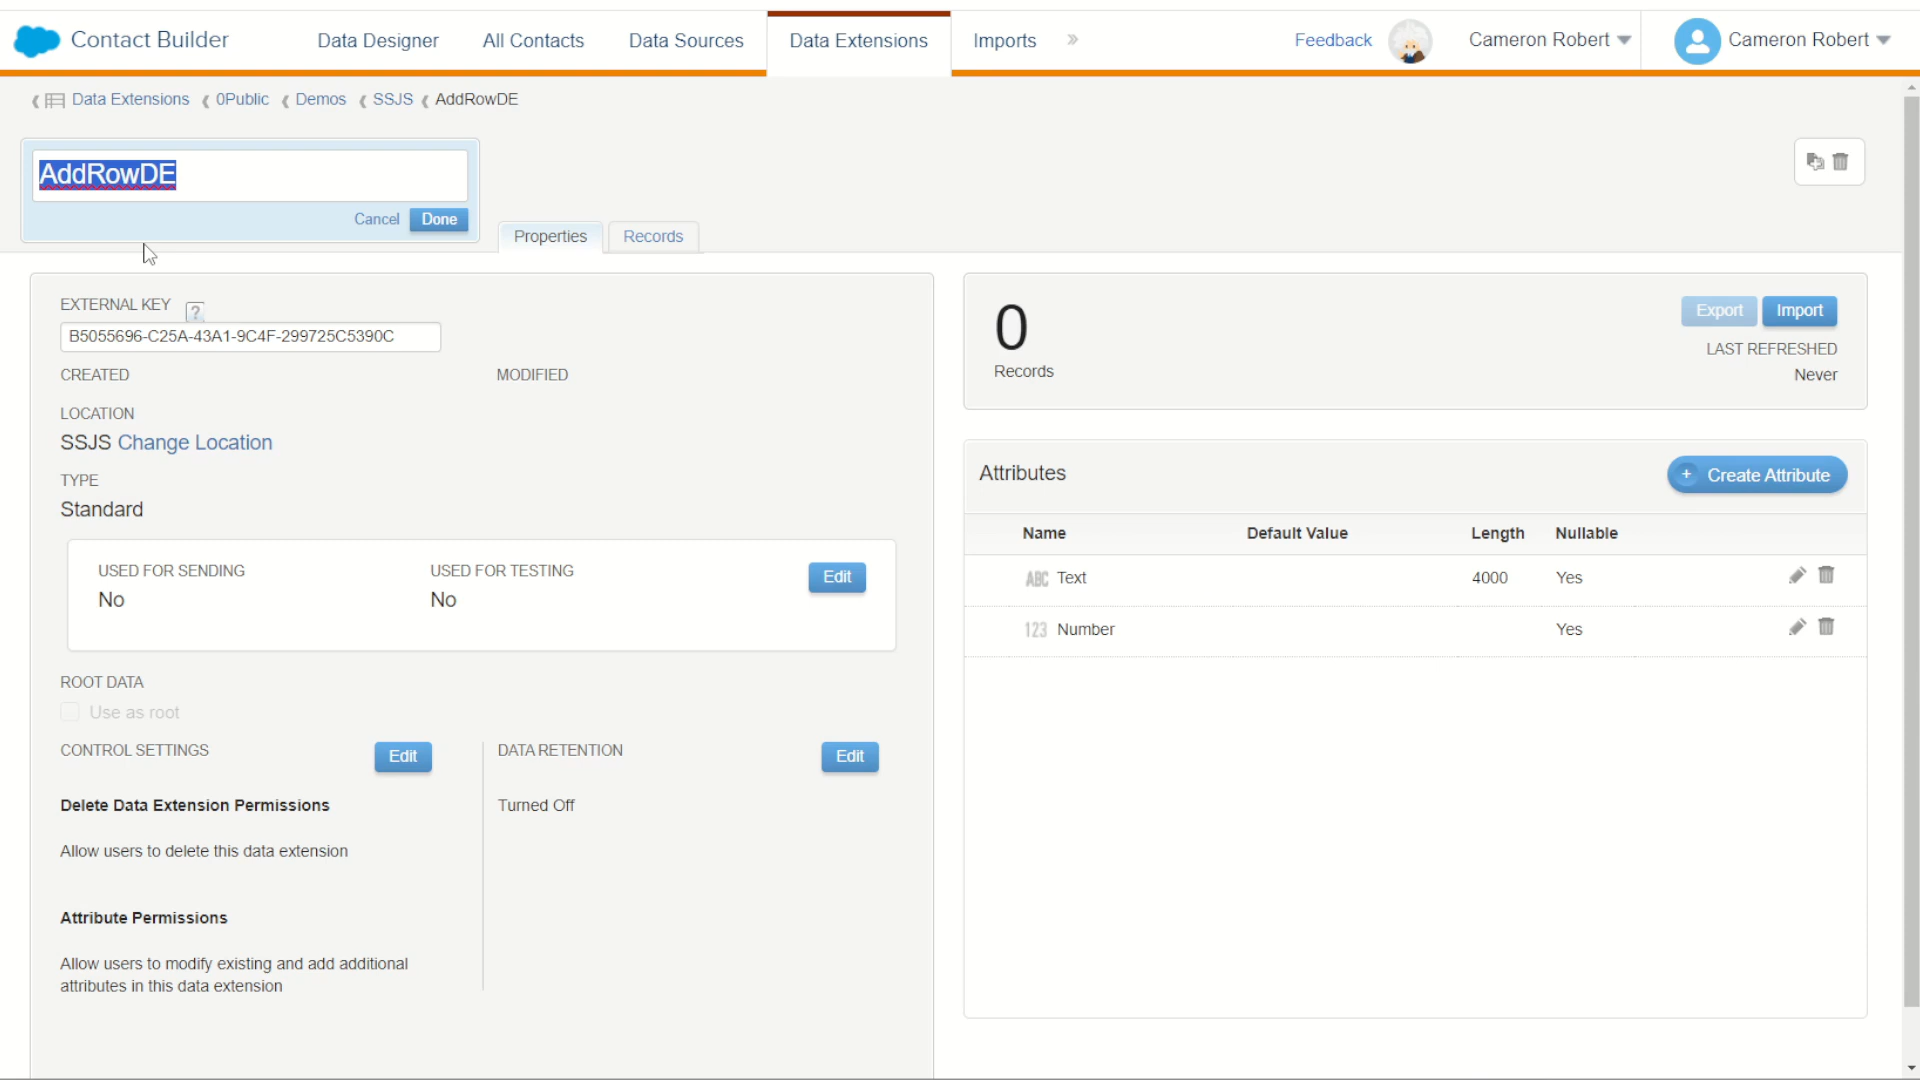 Contact Builder Data Designer All Contacts Data Sources Data Extensions Imports » Feedback Cameron Robert Cameron Robert
Data Extensions 0Public Demos SSJS AddRowDE
AddRowDE
Cancel Done
Properties Records
EXTERNAL KEY ?
B5055696-C25A-43A1-9C4F-299725C5390C
CREATED MODIFIED
LOCATION
SSJS Change Location
TYPE
Standard
USED FOR SENDING USED FOR TESTING Edit
No No
ROOT DATA
Use as root
CONTROL SETTINGS Edit DATA RETENTION Edit
Delete Data Extension Permissions Turned Off
Allow users to delete this data extension
Attribute Permissions
Allow users to modify existing and add additional
attributes in this data extension
0
Records
Export Import
LAST REFRESHED
Never
Attributes + Create Attribute
Name Default Value Length Nullable
ABC Text 4000 Yes
123 Number Yes